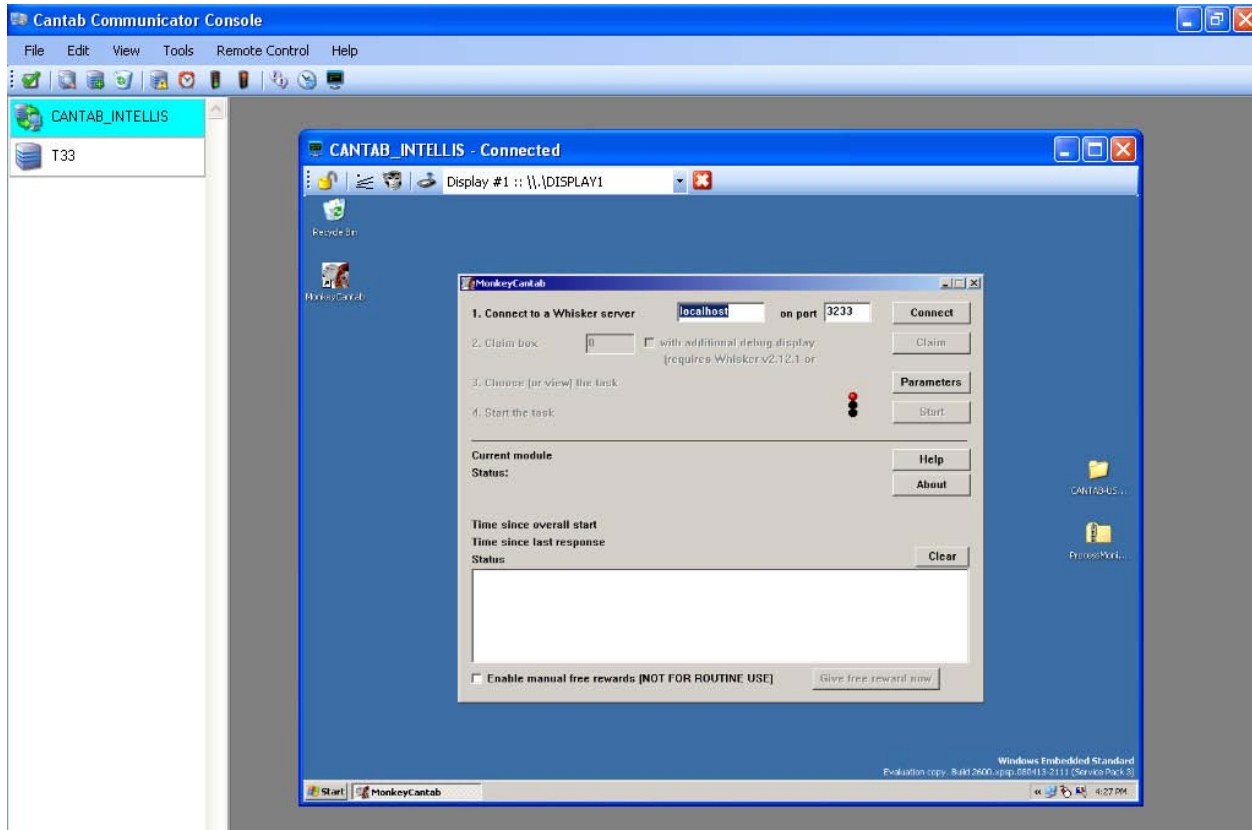 Cantab Communicator Console
File Edit View Tools Remote Control Help
CANTAB_INTELLIS
T33
CANTAB_INTELLIS - Connected
Display #1 :: \\.\DISPLAY1
Recycle Bin
MonkeyCantab
MonkeyCantab
1. Connect to a Whisker server localhost on port 3233 Connect
2. Claim box 0 with additional debug display Claim
(requires Whisker v2.12.1 or
3. Choose (or view) the task Parameters
4. Start the task Start
Current module Help
Status:
About
Time since overall start
Time since last response
Status Clear
Enable manual free rewards (NOT FOR ROUTINE USE) Give free reward now
CANTAB-US...
ProcessMoni...
Windows Embedded Standard
Evaluation copy. Build 2600.xpsp.080413-2111 (Service Pack 3)
Start MonkeyCantab 4:27 PM